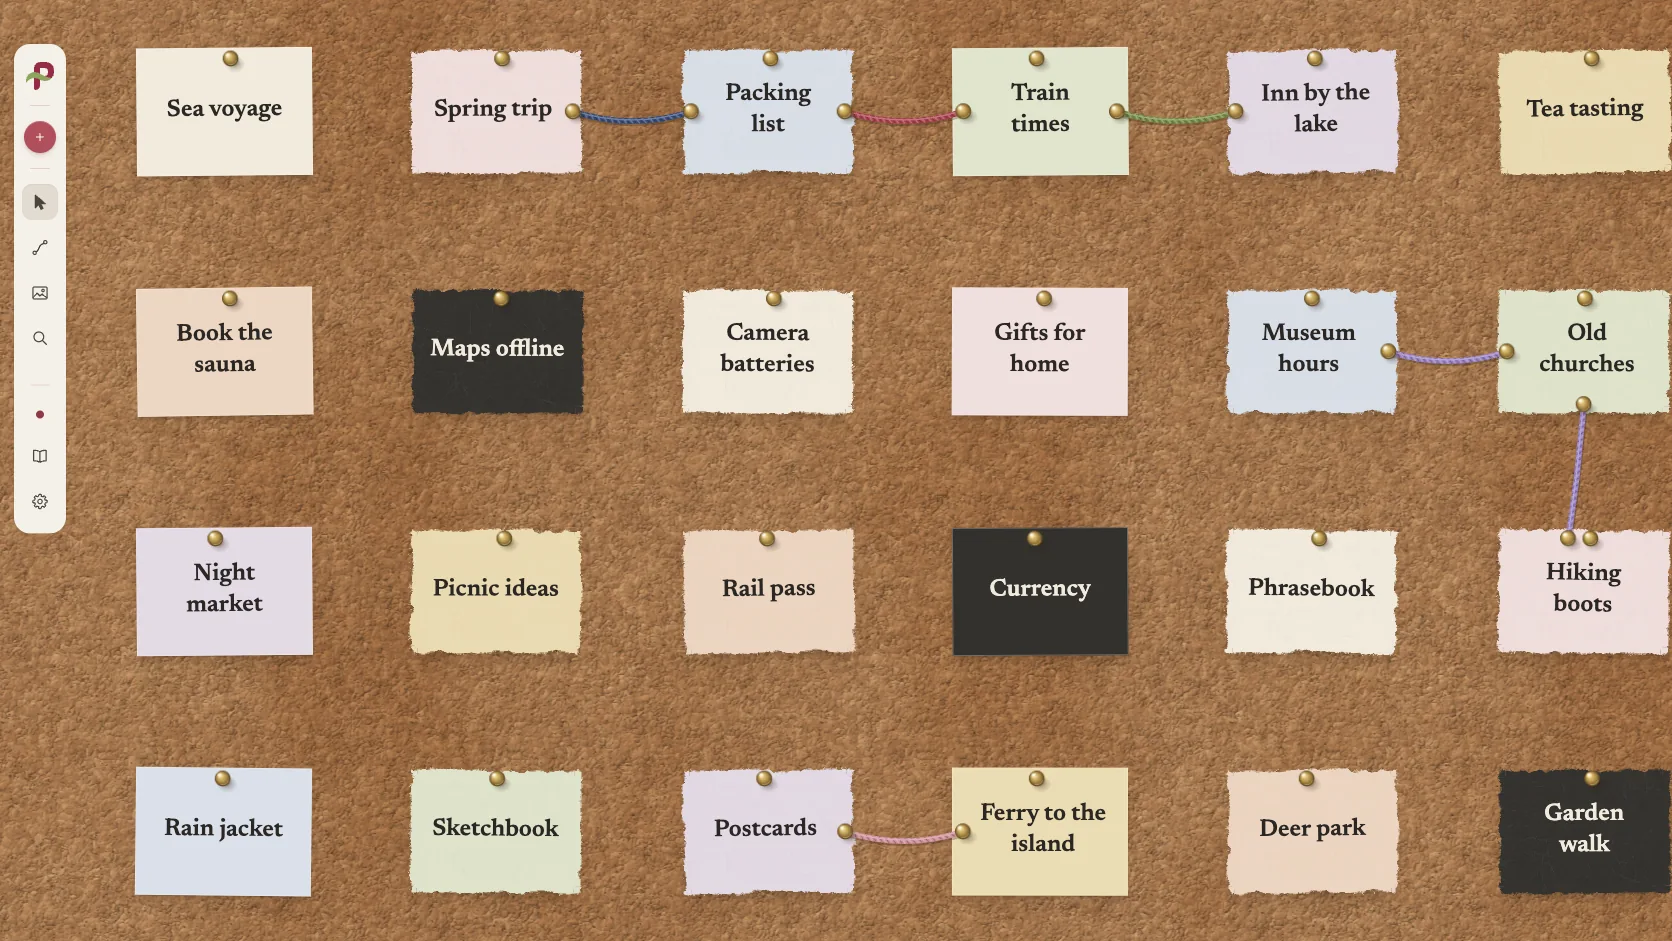 Sea voyage
Spring trip
Packing
list
Train
times
Inn by the
lake
Tea tasting
Book the
sauna
Maps offline
Camera
batteries
Gifts for
home
Museum
hours
Old
churches
Night
market
Picnic ideas
Rail pass
Currency
Phrasebook
Hiking
boots
Rain jacket
Sketchbook
Postcards
Ferry to the
island
Deer park
Garden
walk